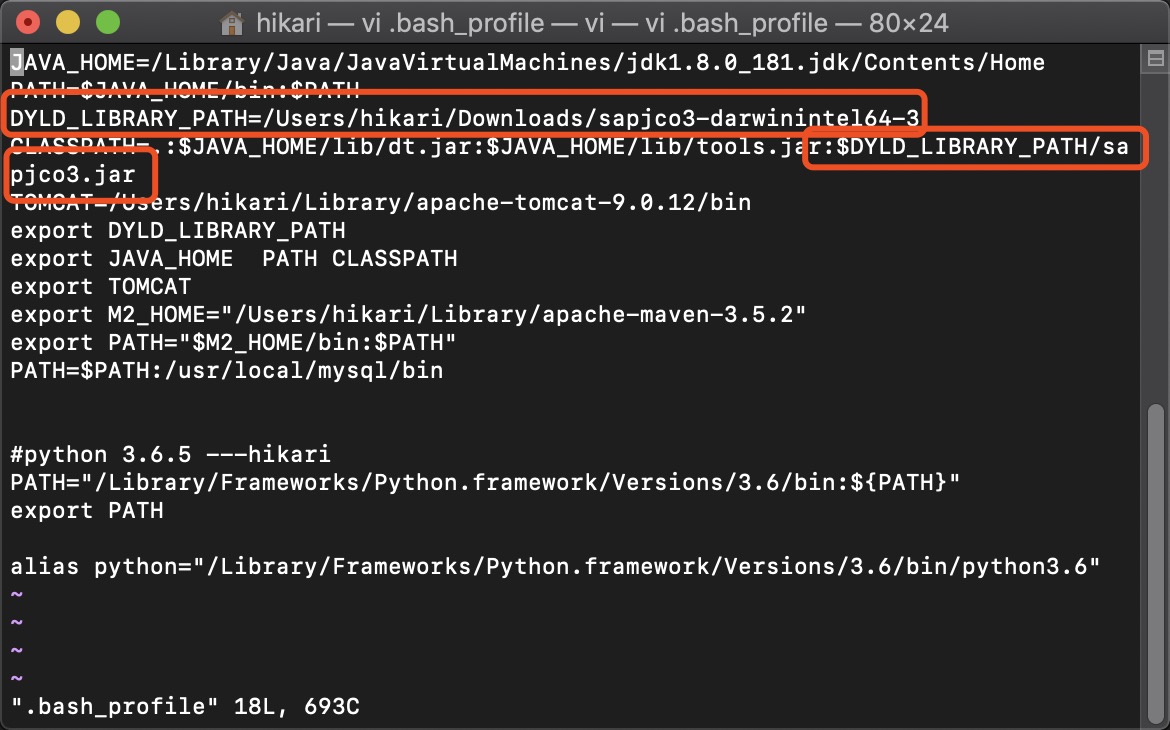 hikari — vi .bash_profile — vi — vi .bash_profile — 80×24
JAVA_HOME=/Library/Java/JavaVirtualMachines/jdk1.8.0_181.jdk/Contents/Home
PATH=$JAVA_HOME/bin:$PATH
DYLD_LIBRARY_PATH=/Users/hikari/Downloads/sapjco3-darwinintel64-3
CLASSPATH=.:$JAVA_HOME/lib/dt.jar:$JAVA_HOME/lib/tools.jar:$DYLD_LIBRARY_PATH/sa
pjco3.jar
TOMCAT=/Users/hikari/Library/apache-tomcat-9.0.12/bin
export DYLD_LIBRARY_PATH
export JAVA_HOME  PATH CLASSPATH
export TOMCAT
export M2_HOME="/Users/hikari/Library/apache-maven-3.5.2"
export PATH="$M2_HOME/bin:$PATH"
PATH=$PATH:/usr/local/mysql/bin
#python 3.6.5 ---hikari
PATH="/Library/Frameworks/Python.framework/Versions/3.6/bin:${PATH}"
export PATH
alias python="/Library/Frameworks/Python.framework/Versions/3.6/bin/python3.6"
~
~
~
~
".bash_profile" 18L, 693C